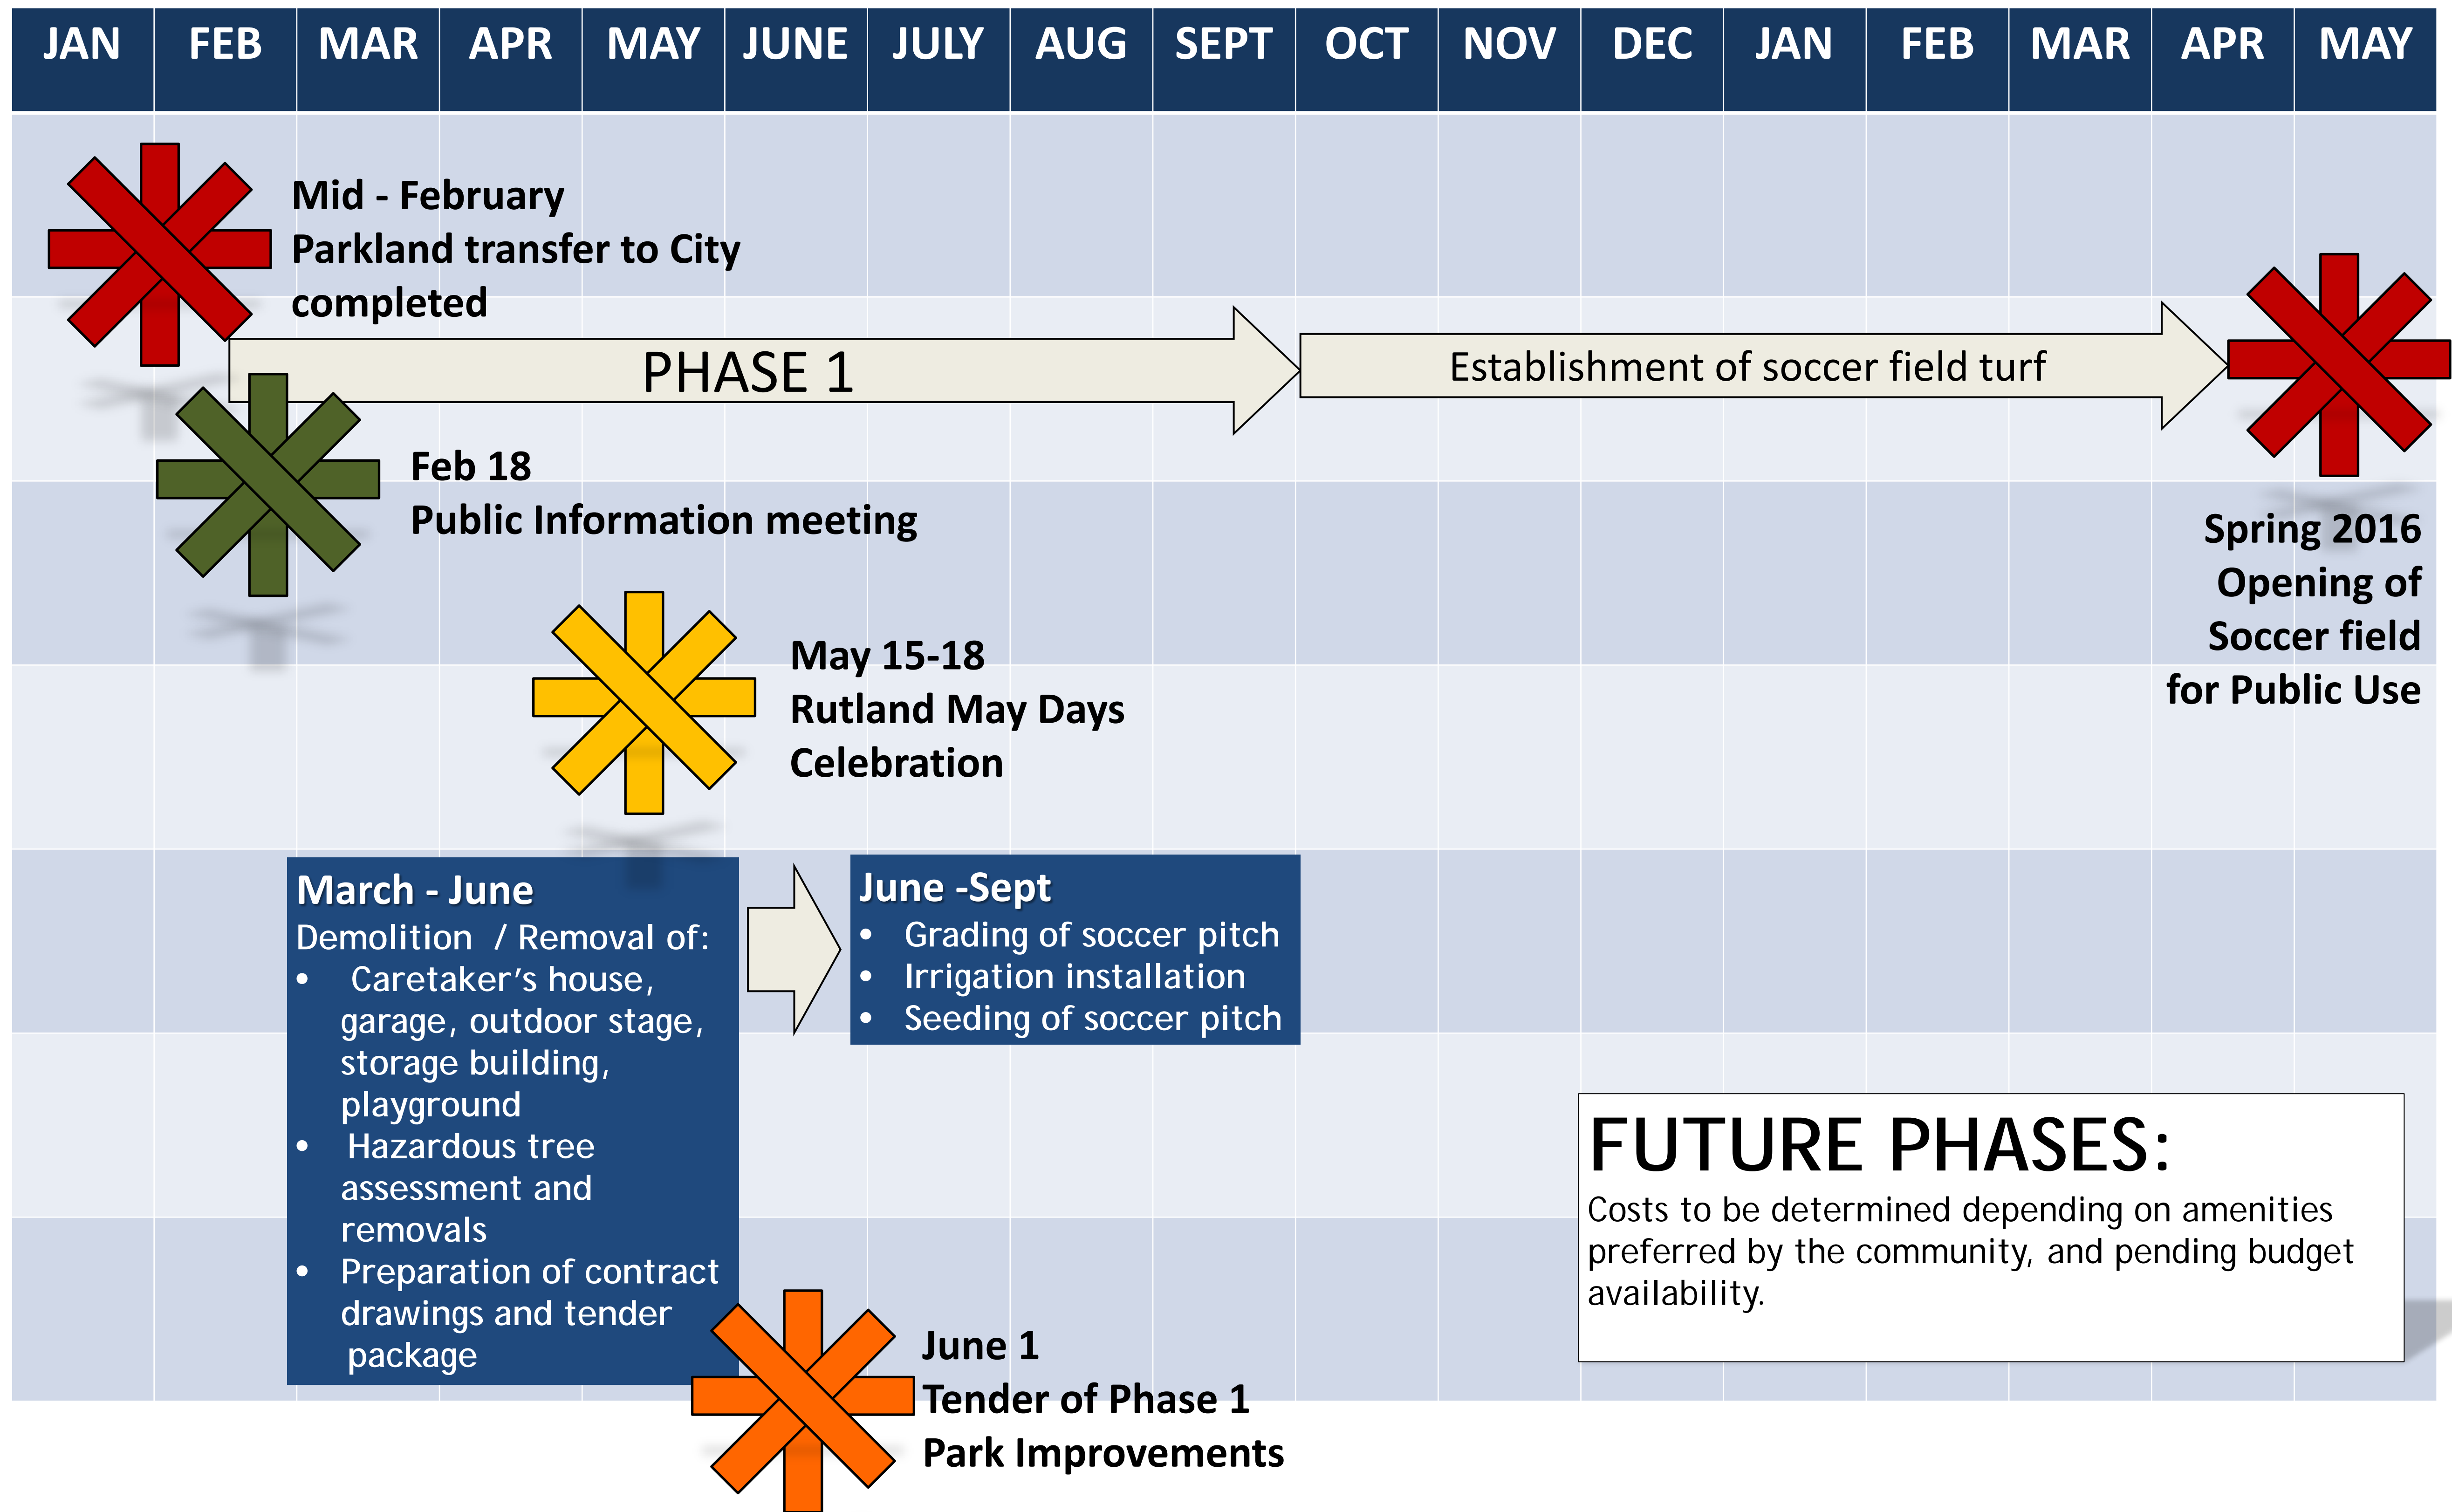 JAN FEB MAR APR MAY JUNE JULY AUG SEPT OCT NOV DEC JAN FEB MAR APR MAY
Mid - February
Parkland transfer to City
completed
PHASE 1
Establishment of soccer field turf
Feb 18
Public Information meeting
Spring 2016
Opening of
Soccer field
for Public Use
May 15-18
Rutland May Days
Celebration
March - June
Demolition / Removal of:
• Caretaker’s house,
garage, outdoor stage,
storage building,
playground
• Hazardous tree
assessment and
removals
• Preparation of contract
drawings and tender
package
June -Sept
• Grading of soccer pitch
• Irrigation installation
• Seeding of soccer pitch
FUTURE PHASES:
Costs to be determined depending on amenities
preferred by the community, and pending budget
availability.
June 1
Tender of Phase 1
Park Improvements